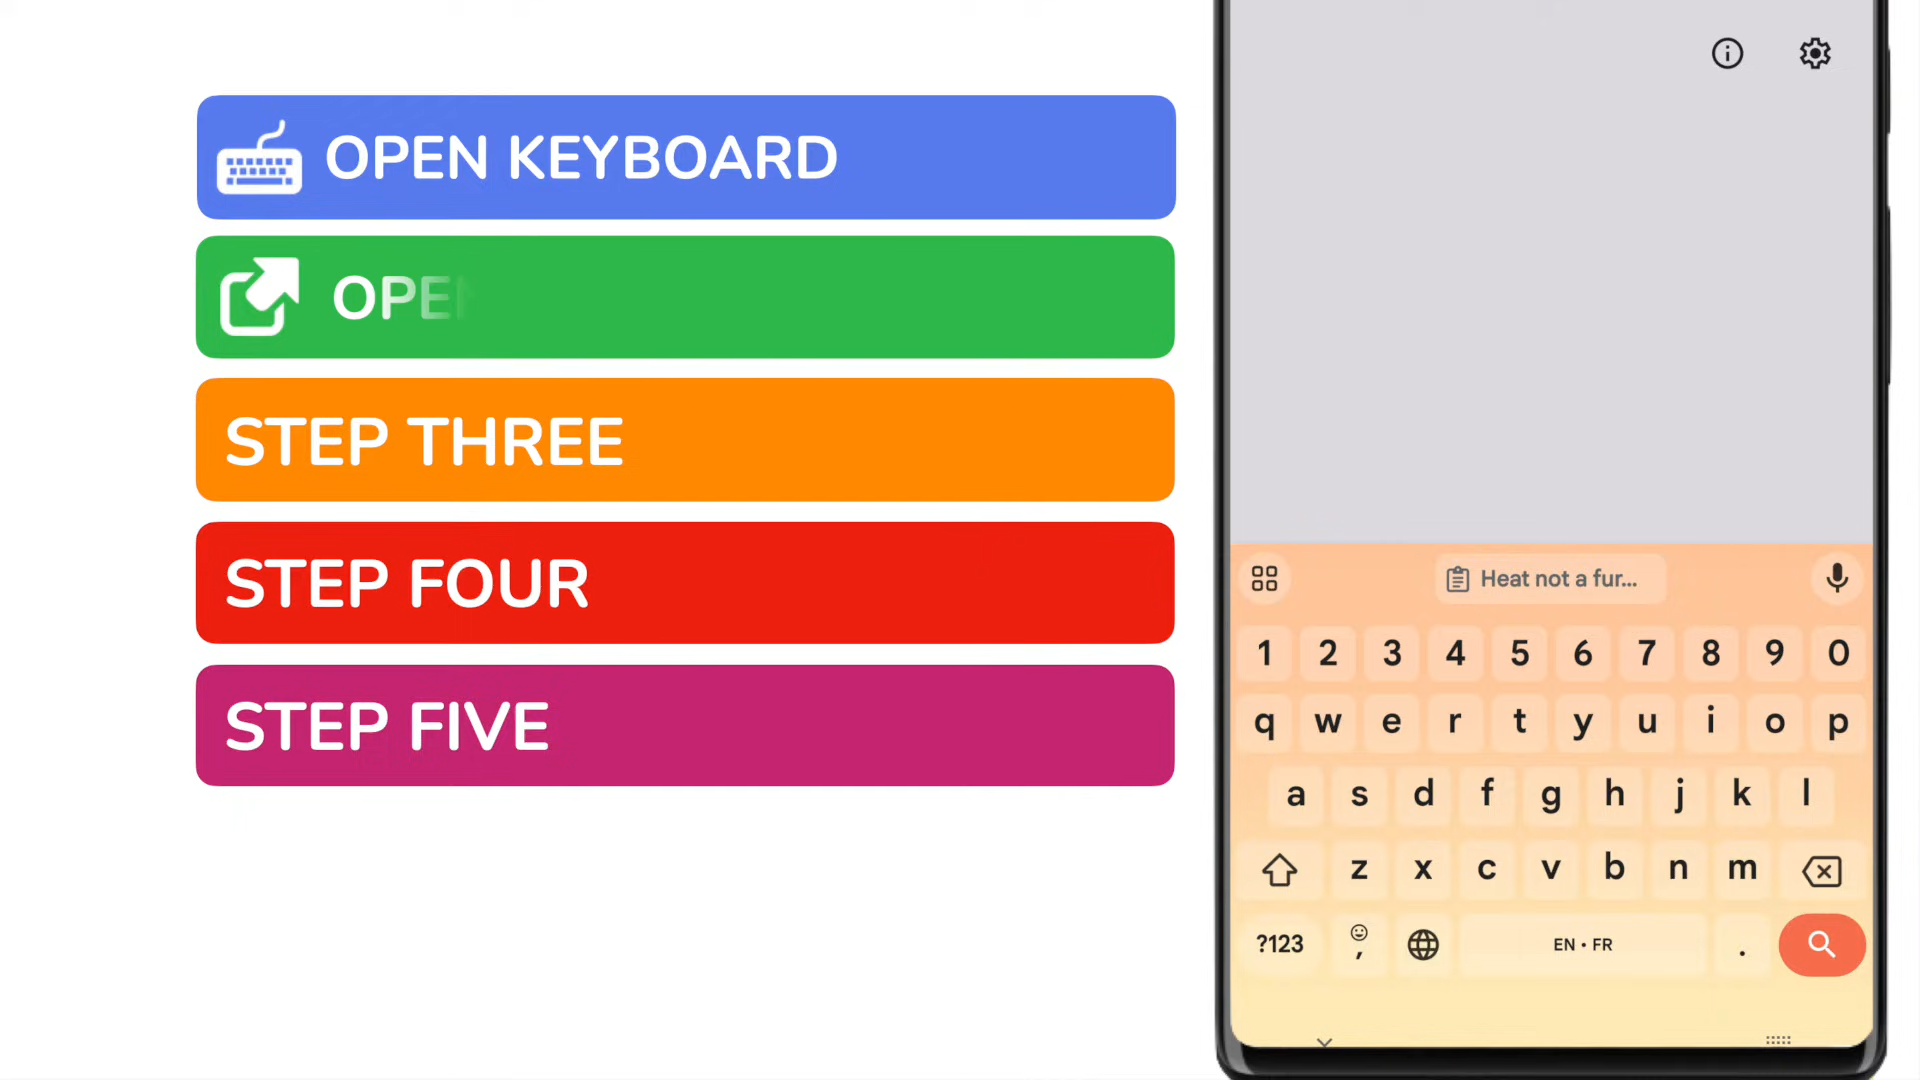 OPEN KEYBOARD
OPEN
STEP THREE
STEP FOUR
STEP FIVE
Heat not a fur...
1 2 3 4 5 6 7 8 9 0
q w e r t y u i o p
a s d f g h j k l
z x c v b n m
?123 , EN • FR .